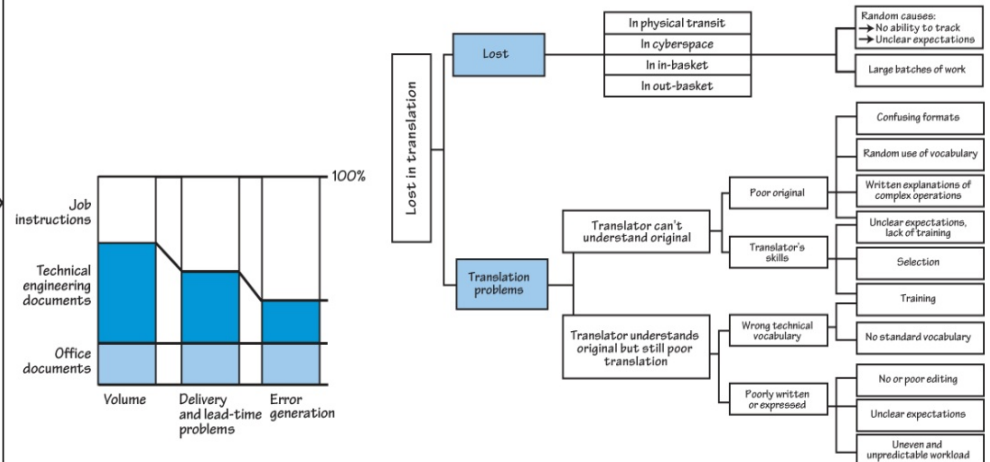 100%
Job
instructions
Technical
engineering
documents
Office
documents
Volume
Delivery
and lead-time
problems
Error
generation
Lost in translation
Lost
In physical transit
In cyberspace
In in-basket
In out-basket
Random causes:
→ No ability to track
→ Unclear expectations
Large batches of work
Translation
problems
Translator can't
understand original
Poor original
Confusing formats
Random use of vocabulary
Written explanations of
complex operations
Unclear expectations,
lack of training
Translator's
skills
Selection
Training
Translator understands
original but still poor
translation
Wrong technical
vocabulary
No standard vocabulary
Poorly written
or expressed
No or poor editing
Unclear expectations
Uneven and
unpredictable workload